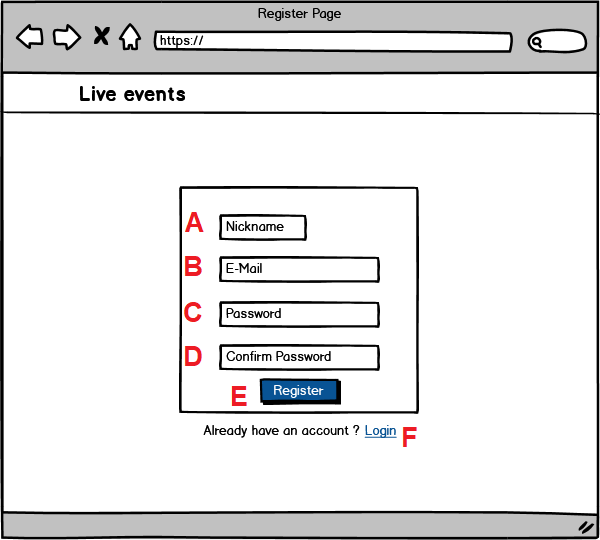 Register Page
https://
Live events
A Nickname
B E-Mail
C Password
D Confirm Password
E Register
Already have an account ? Login F